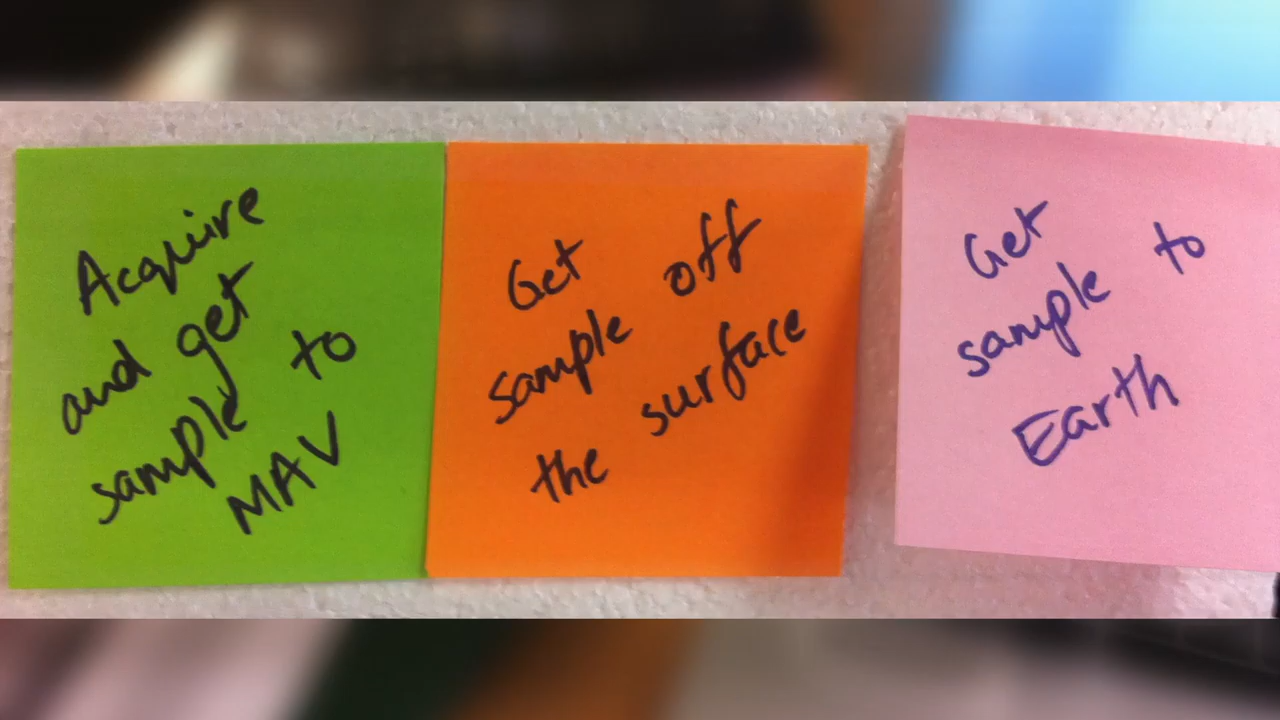 Acquire
and get
sample to
MAV
Get
sample off
the surface
Get
sample to
Earth